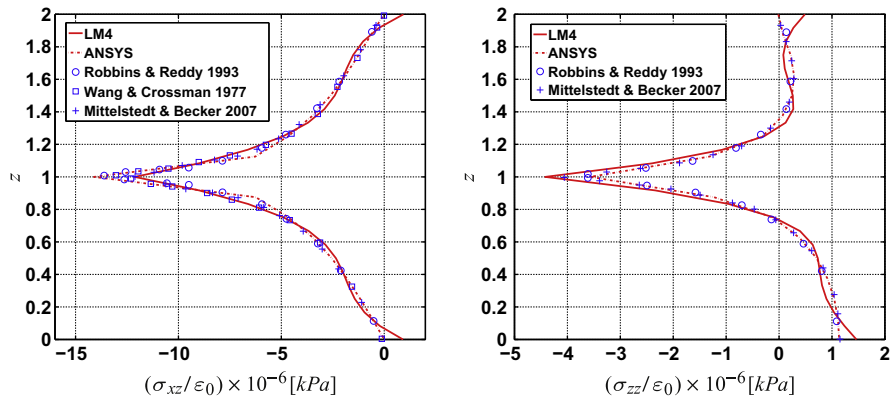 LM4
ANSYS
Robbins & Reddy 1993
Wang & Crossman 1977
Mittelstedt & Becker 2007
2
1.8
1.6
1.4
1.2
1
0.8
0.6
0.4
0.2
0
z
−15 −10 −5 0
(σxz/ε0) × 10⁻⁶ [kPa]
LM4
ANSYS
Robbins & Reddy 1993
Mittelstedt & Becker 2007
2
1.8
1.6
1.4
1.2
1
0.8
0.6
0.4
0.2
0
z
−5 −4 −3 −2 −1 0 1 2
(σzz/ε0) × 10⁻⁶ [kPa]